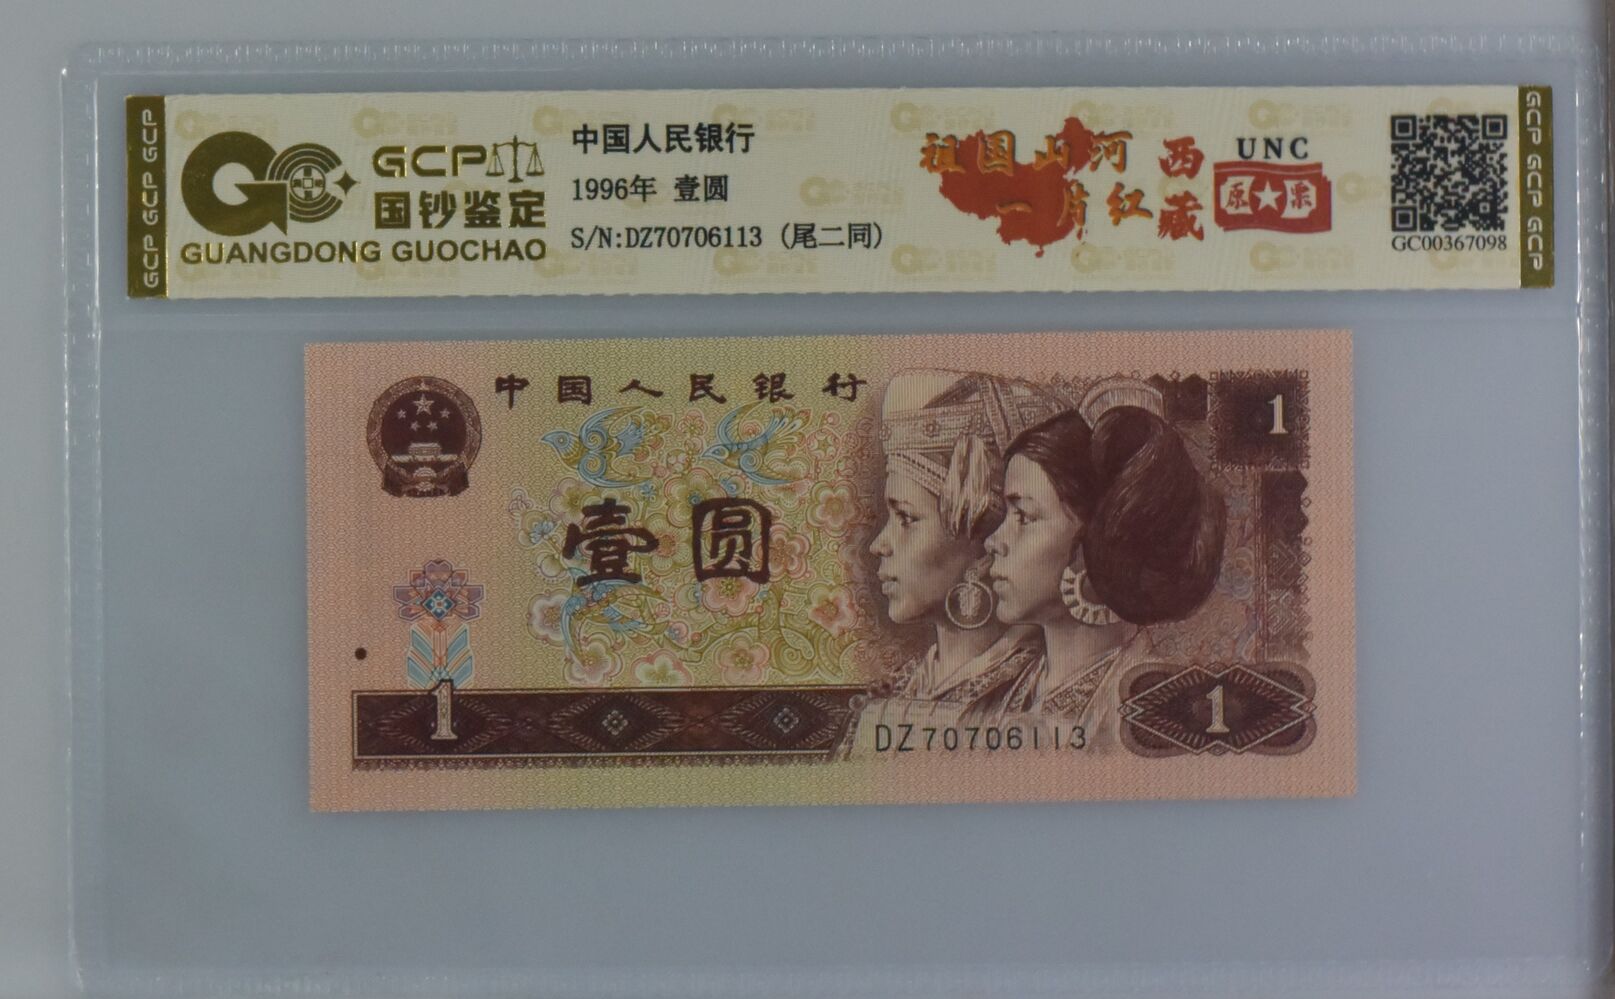 GCP GCP GCP
GCP
国钞鉴定
GUANGDONG GUOCHAO
中国人民银行
1996年 壹圆
S/N:DZ70706113 (尾二同)
祖国山河
一片红
西藏
UNC
原★票
GC00367098
GCP GCP GCP
中国人民银行
1
壹圆
1
DZ70706113
1